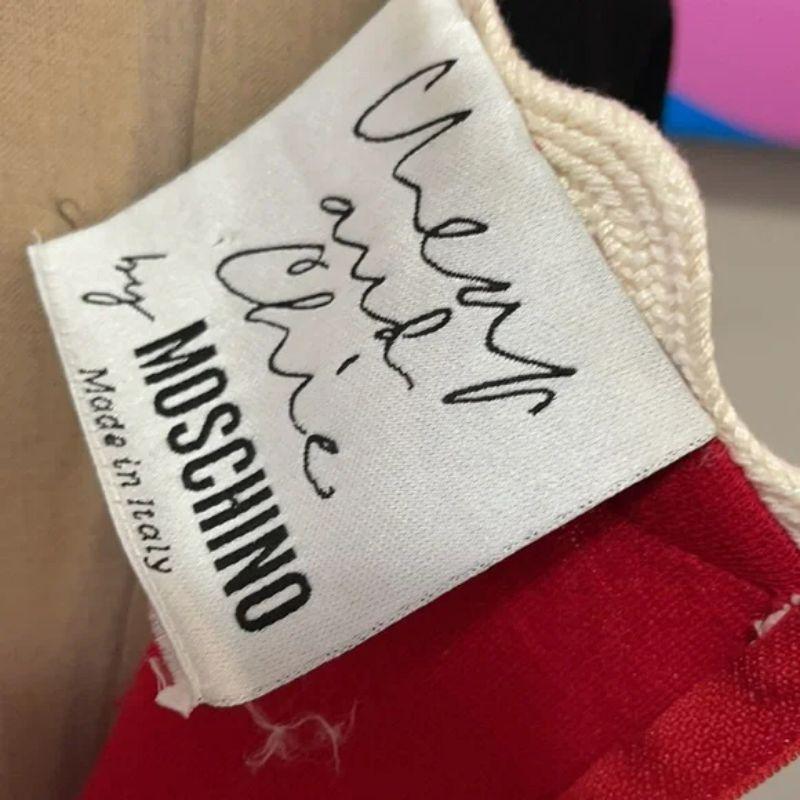 Cheap
and
Chic
by MOSCHINO
Made in Italy